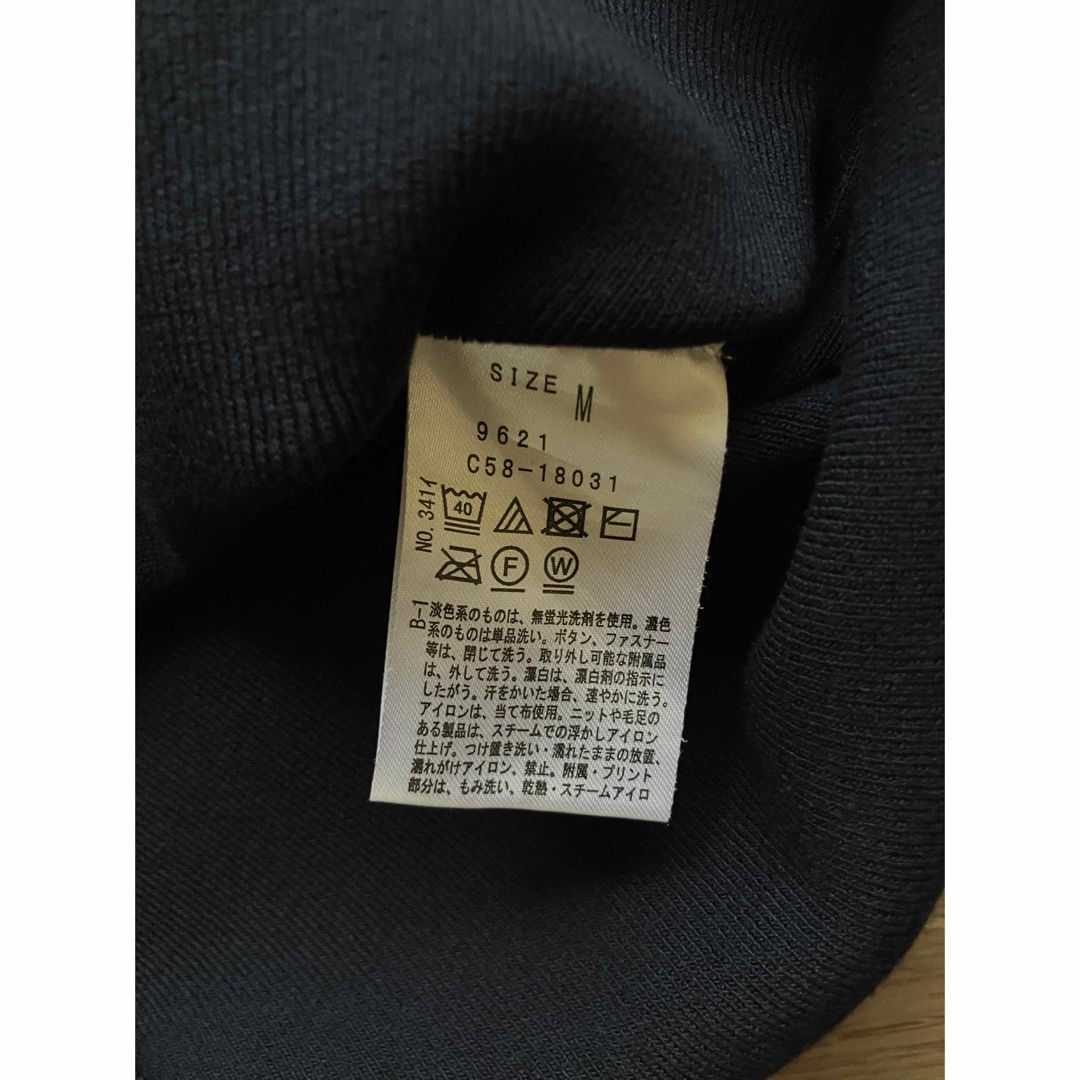 SIZE M
9621
C58-18031
NO. 341イ
40
F W
B-1
淡色系のものは、無蛍光洗剤を使用。濃色
系のものは単品洗い。ボタン、ファスナー
等は、閉じて洗う。取り外し可能な附属品
は、外して洗う。漂白は、漂白剤の指示に
したがう。汗をかいた場合、速やかに洗う。
アイロンは、当て布使用。ニットや毛足の
ある製品は、スチームでの浮かしアイロン
仕上げ。つけ置き洗い・濡れたままの放置、
濡れがけアイロン、禁止。附属・プリント
部分は、もみ洗い、乾熱・スチームアイロ